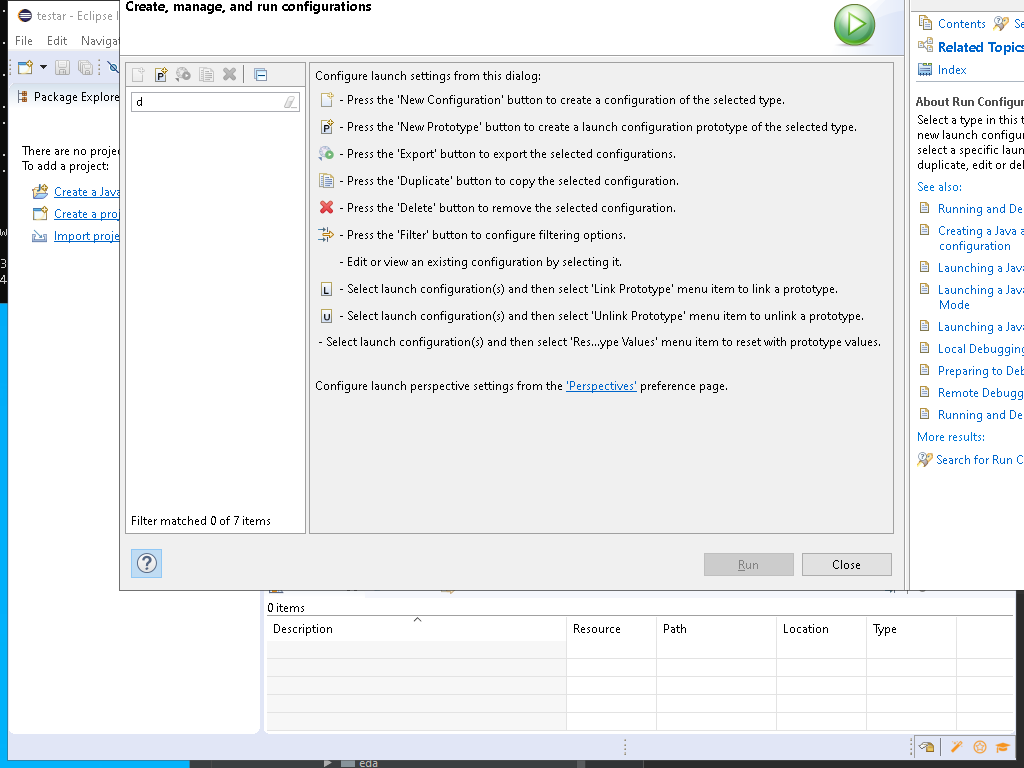 testar - Eclipse I
File Edit Navigat
Package Explore
There are no projec
To add a project:
Create a Java
Create a proj
Import proje
Create, manage, and run configurations
d
Filter matched 0 of 7 items
Configure launch settings from this dialog:
- Press the 'New Configuration' button to create a configuration of the selected type.
P - Press the 'New Prototype' button to create a launch configuration prototype of the selected type.
- Press the 'Export' button to export the selected configurations.
- Press the 'Duplicate' button to copy the selected configuration.
- Press the 'Delete' button to remove the selected configuration.
- Press the 'Filter' button to configure filtering options.
- Edit or view an existing configuration by selecting it.
L - Select launch configuration(s) and then select 'Link Prototype' menu item to link a prototype.
U - Select launch configuration(s) and then select 'Unlink Prototype' menu item to unlink a prototype.
- Select launch configuration(s) and then select 'Res...ype Values' menu item to reset with prototype values.
Configure launch perspective settings from the 'Perspectives' preference page.
?
Run Close
Contents Se
Related Topics
Index
About Run Configur
Select a type in this t
new launch configu
select a specific laun
duplicate, edit or del
See also:
Running and De
Creating a Java a
configuration
Launching a Java
Launching a Java
Mode
Launching a Java
Local Debugging
Preparing to Deb
Remote Debugg
Running and De
More results:
Search for Run C
0 items
Description Resource Path Location Type
eda